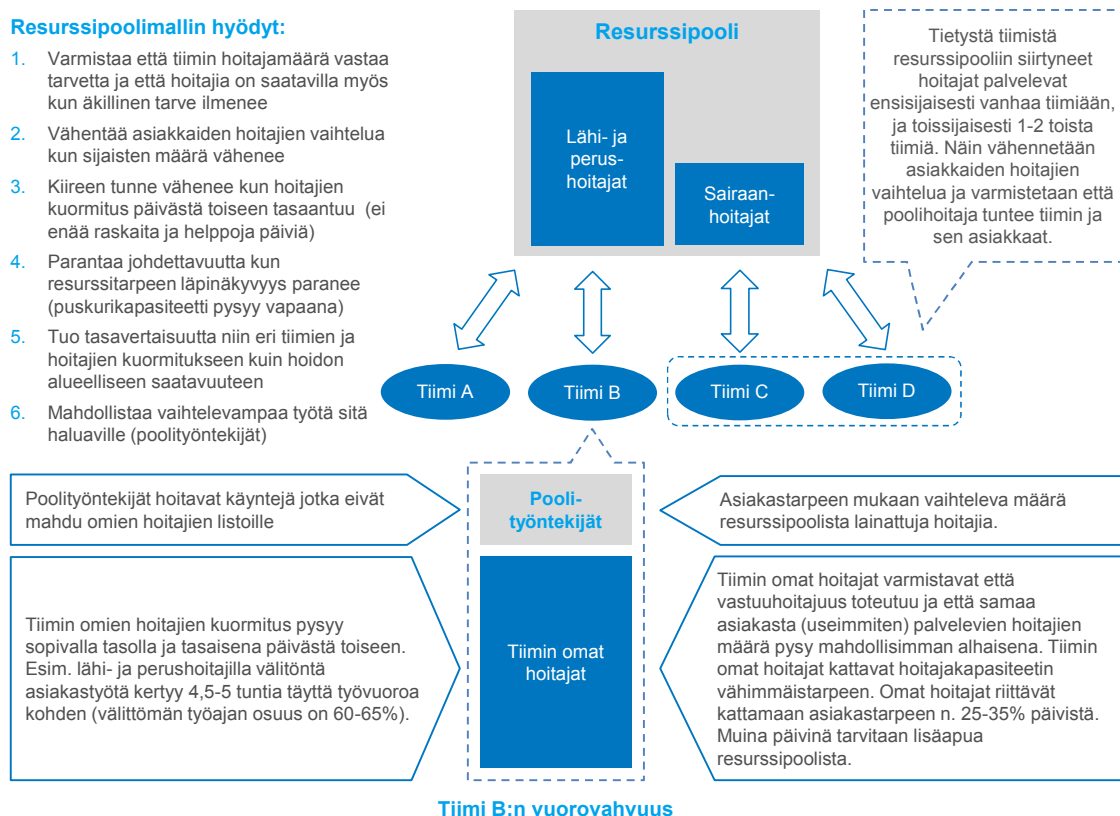 Resurssipoolimallin hyödyt:
1. Varmistaa että tiimin hoitajamäärä vastaa
tarvetta ja että hoitajia on saatavilla myös
kun äkillinen tarve ilmenee
2. Vähentää asiakkaiden hoitajien vaihtelua
kun sijaisten määrä vähenee
3. Kiireen tunne vähenee kun hoitajien
kuormitus päivästä toiseen tasaantuu (ei
enää raskaita ja helppoja päiviä)
4. Parantaa johdettavuutta kun
resurssitarpeen läpinäkyvyys paranee
(puskurikapasiteetti pysyy vapaana)
5. Tuo tasavertaisuutta niin eri tiimien ja
hoitajien kuormitukseen kuin hoidon
alueelliseen saatavuuteen
6. Mahdollistaa vaihtelevampaa työtä sitä
haluaville (poolityöntekijät)
Resurssipooli
Lähi- ja
perus-
hoitajat
Sairaan-
hoitajat
Tietystä tiimistä
resurssipooliin siirtyneet
hoitajat palvelevat
ensisijaisesti vanhaa tiimiään,
ja toissijaisesti 1-2 toista
tiimiä. Näin vähennetään
asiakkaiden hoitajien
vaihtelua ja varmistetaan että
poolihoitaja tuntee tiimin ja
sen asiakkaat.
Tiimi A
Tiimi B
Tiimi C
Tiimi D
Poolityöntekijät hoitavat käyntejä jotka eivät
mahdu omien hoitajien listoille
Pooli-
työntekijät
Asiakastarpeen mukaan vaihteleva määrä
resurssipoolista lainattuja hoitajia.
Tiimin omien hoitajien kuormitus pysyy
sopivalla tasolla ja tasaisena päivästä toiseen.
Esim. lähi- ja perushoitajilla välitöntä
asiakastyötä kertyy 4,5-5 tuntia täyttä työvuoroa
kohden (välittömän työajan osuus on 60-65%).
Tiimin omat
hoitajat
Tiimin omat hoitajat varmistavat että
vastuuhoitajuus toteutuu ja että samaa
asiakasta (useimmiten) palvelevien hoitajien
määrä pysy mahdollisimman alhaisena. Tiimin
omat hoitajat kattavat hoitajakapasiteetin
vähimmäistarpeen. Omat hoitajat riittävät
kattamaan asiakastarpeen n. 25-35% päivistä.
Muina päivinä tarvitaan lisäapua
resurssipoolista.
Tiimi B:n vuorovahvuus